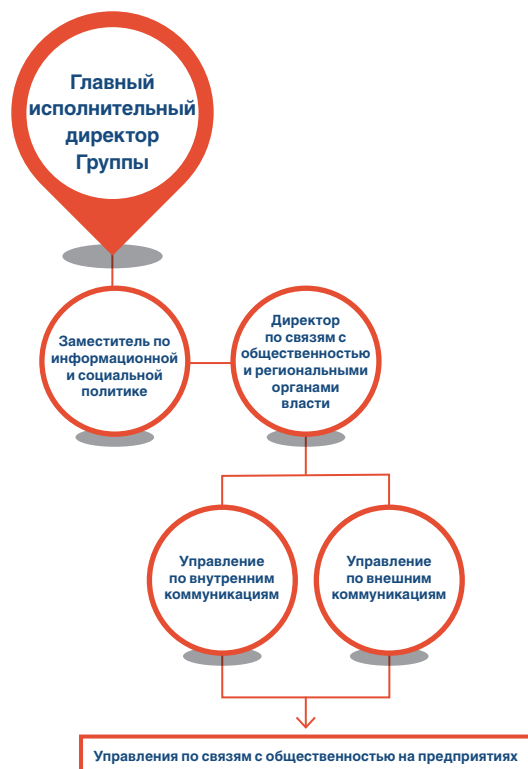 Главный
исполнительный
директор
Группы
Заместитель по
информационной
и социальной
политике
Директор
по связям с
общественностью
и региональными
органами
власти
Управление
по внутренним
коммуникациям
Управление
по внешним
коммуникациям
Управления по связям с общественностью на предприятиях